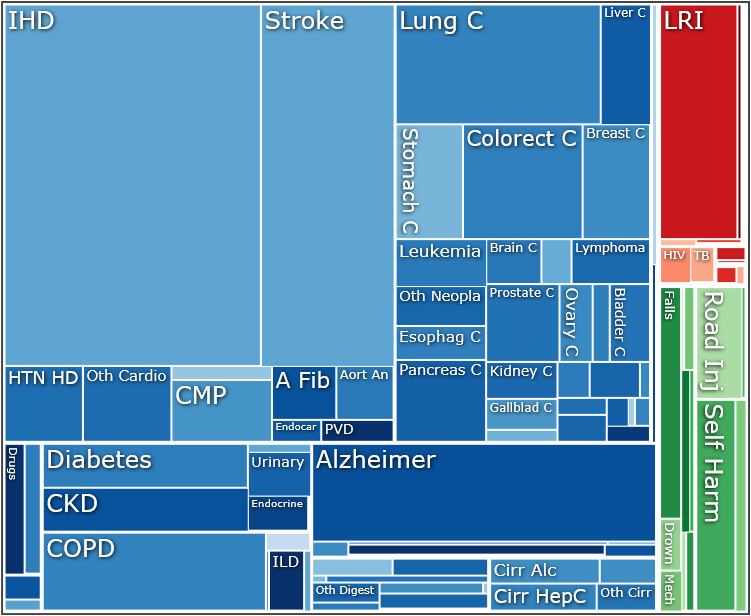 IHD
Stroke
Lung C
Liver C
LRI
Stomach C
Colorect C
Breast C
Leukemia
Brain C
Lymphoma
HIV
TB
Oth Neopla
Prostate C
Ovary C
Bladder C
Falls
Road Inj
Esophag C
HTN HD
Oth Cardio
CMP
A Fib
Aort An
Pancreas C
Kidney C
Gallblad C
Self Harm
Endocar
PVD
Drugs
Diabetes
Urinary
Alzheimer
CKD
Endocrine
COPD
ILD
Drown
Cirr Alc
Oth Digest
Cirr HepC
Oth Cirr
Mech